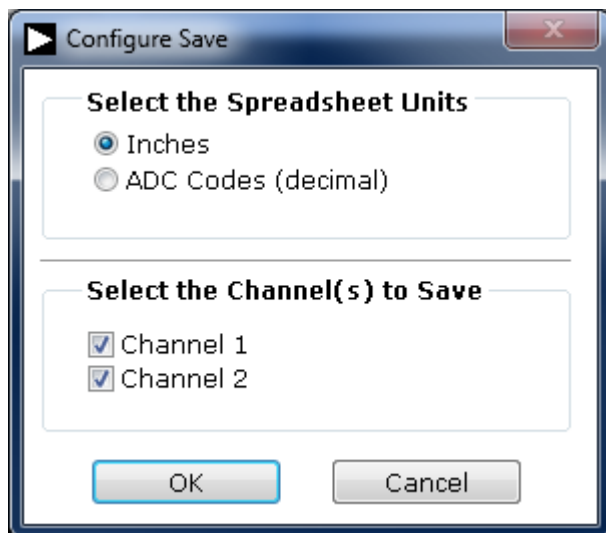 Configure Save
Select the Spreadsheet Units
Inches
ADC Codes (decimal)
Select the Channel(s) to Save
Channel 1
Channel 2
OK
Cancel